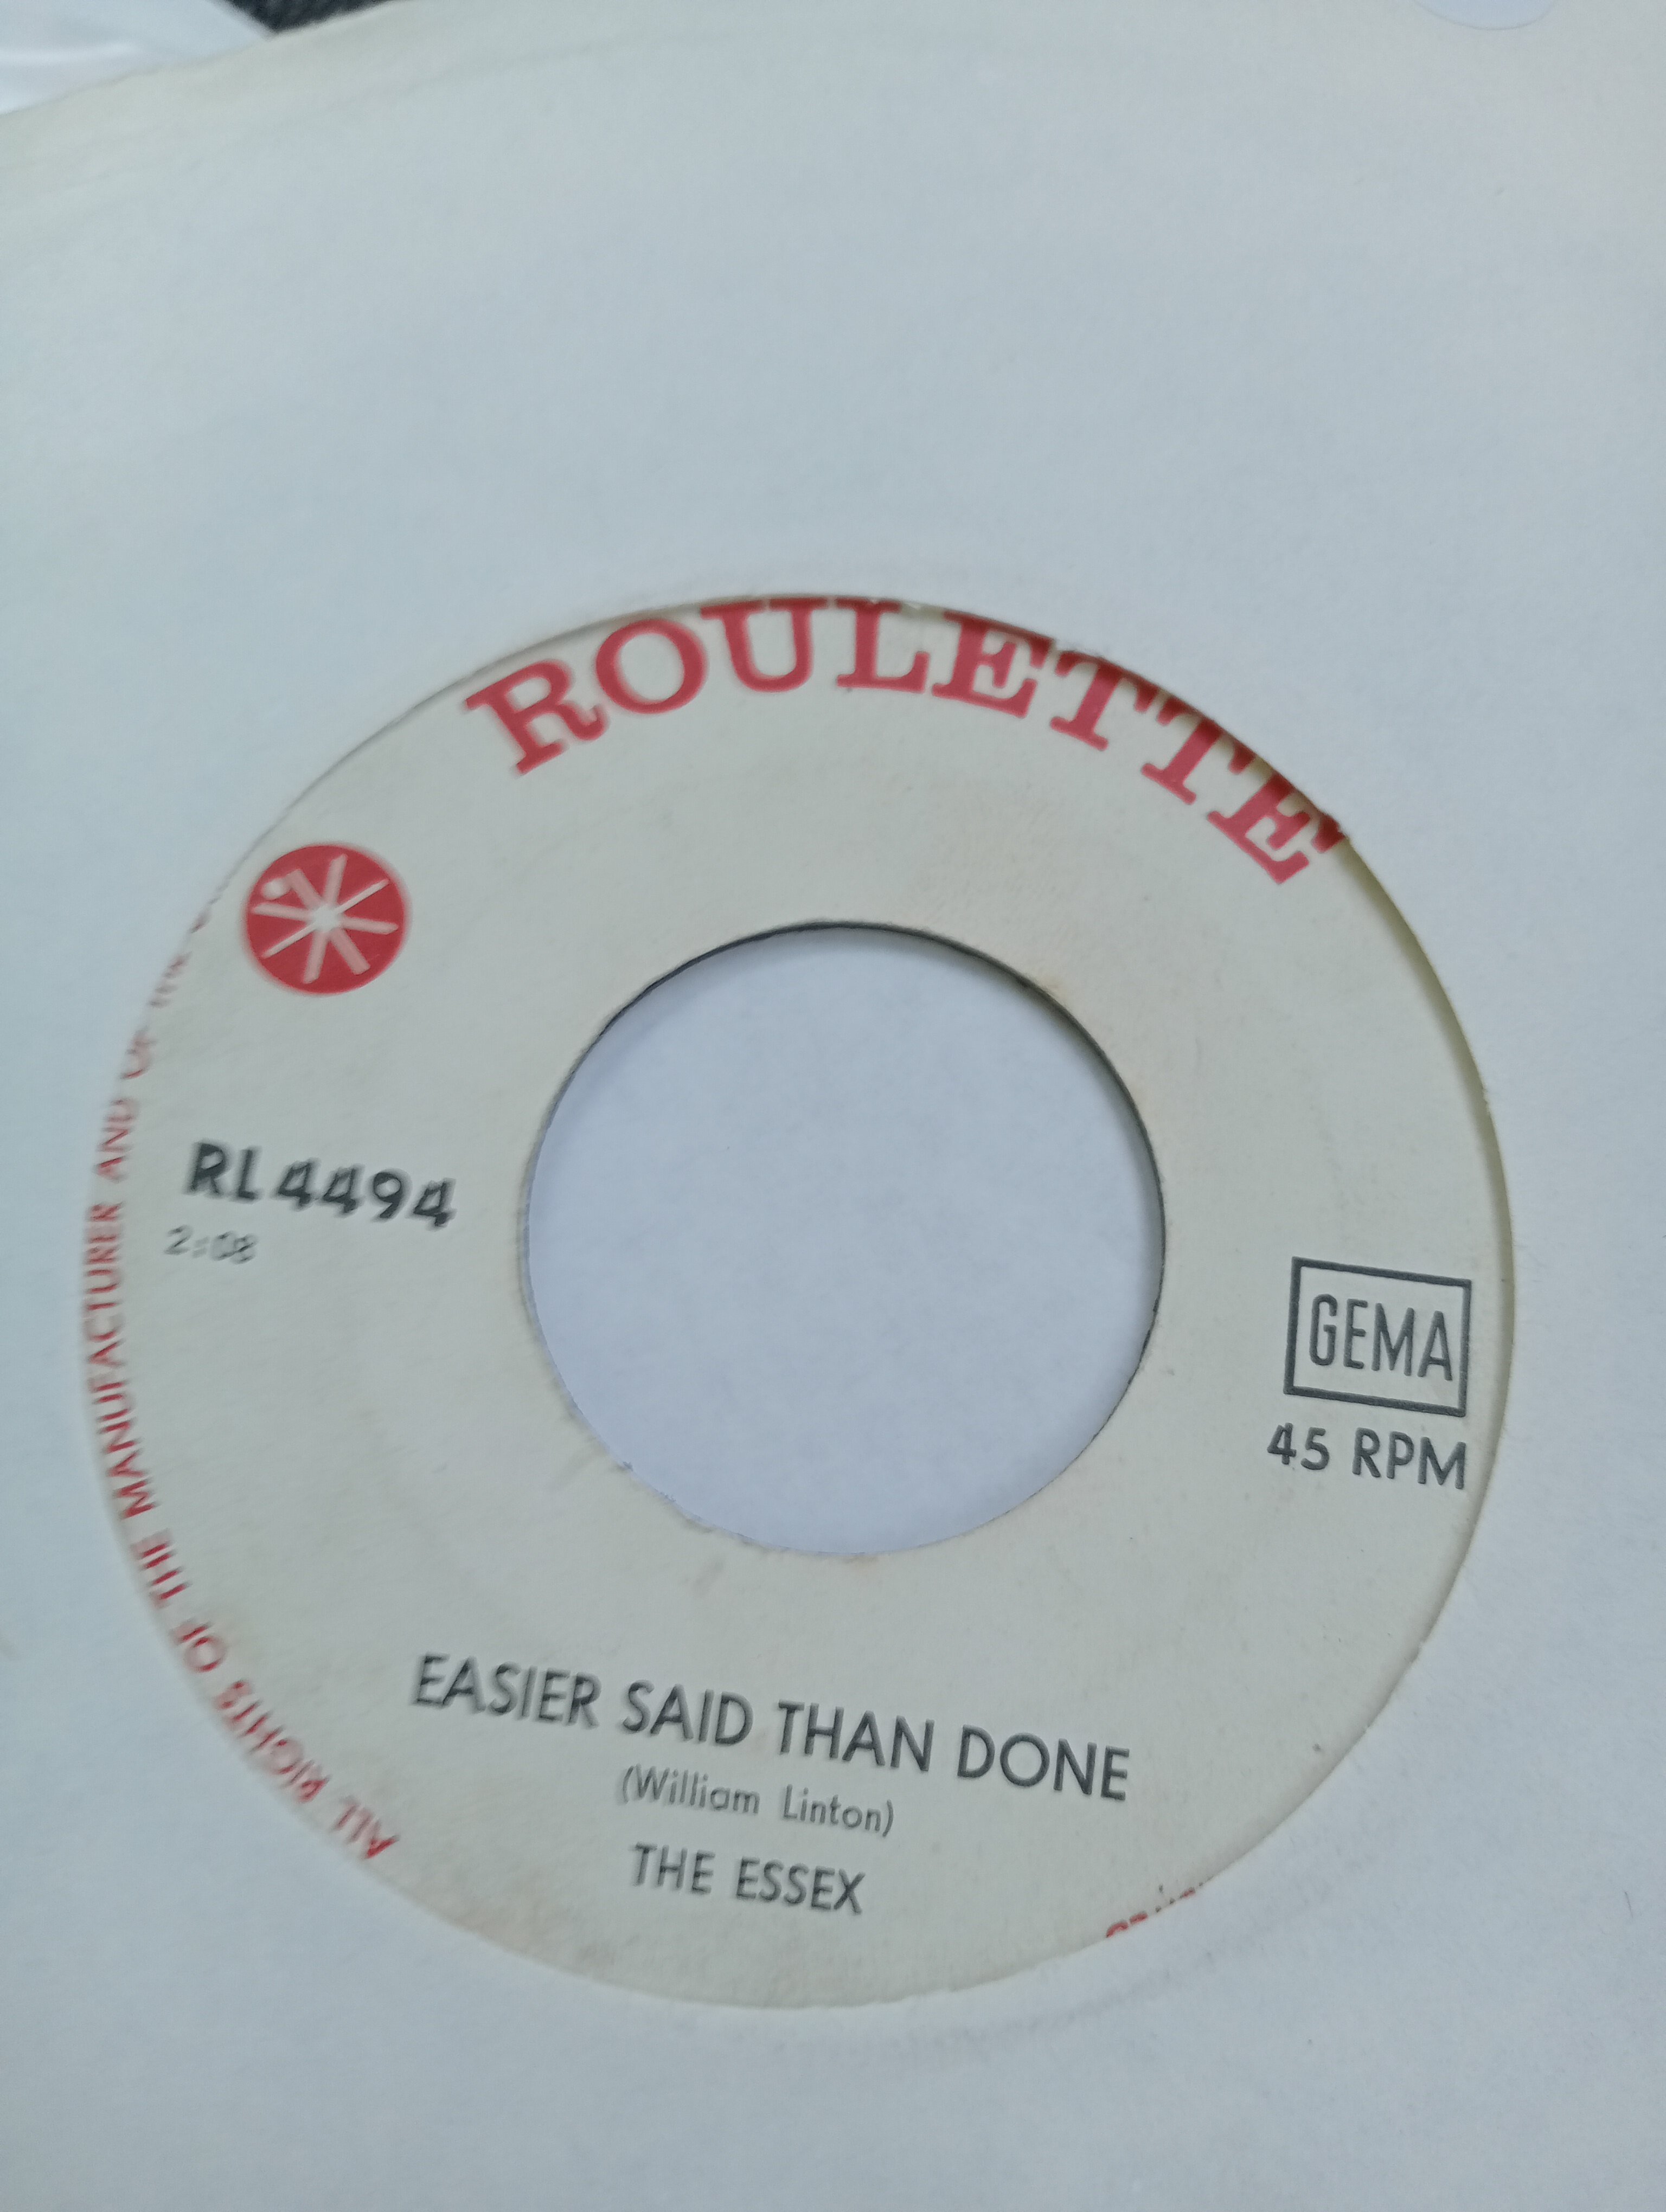 ROULETTE
RL 4494
2:08
GEMA
45 RPM
EASIER SAID THAN DONE
(William Linton)
THE ESSEX
ALL RIGHTS OF THE MANUFACTURER AND OF THE